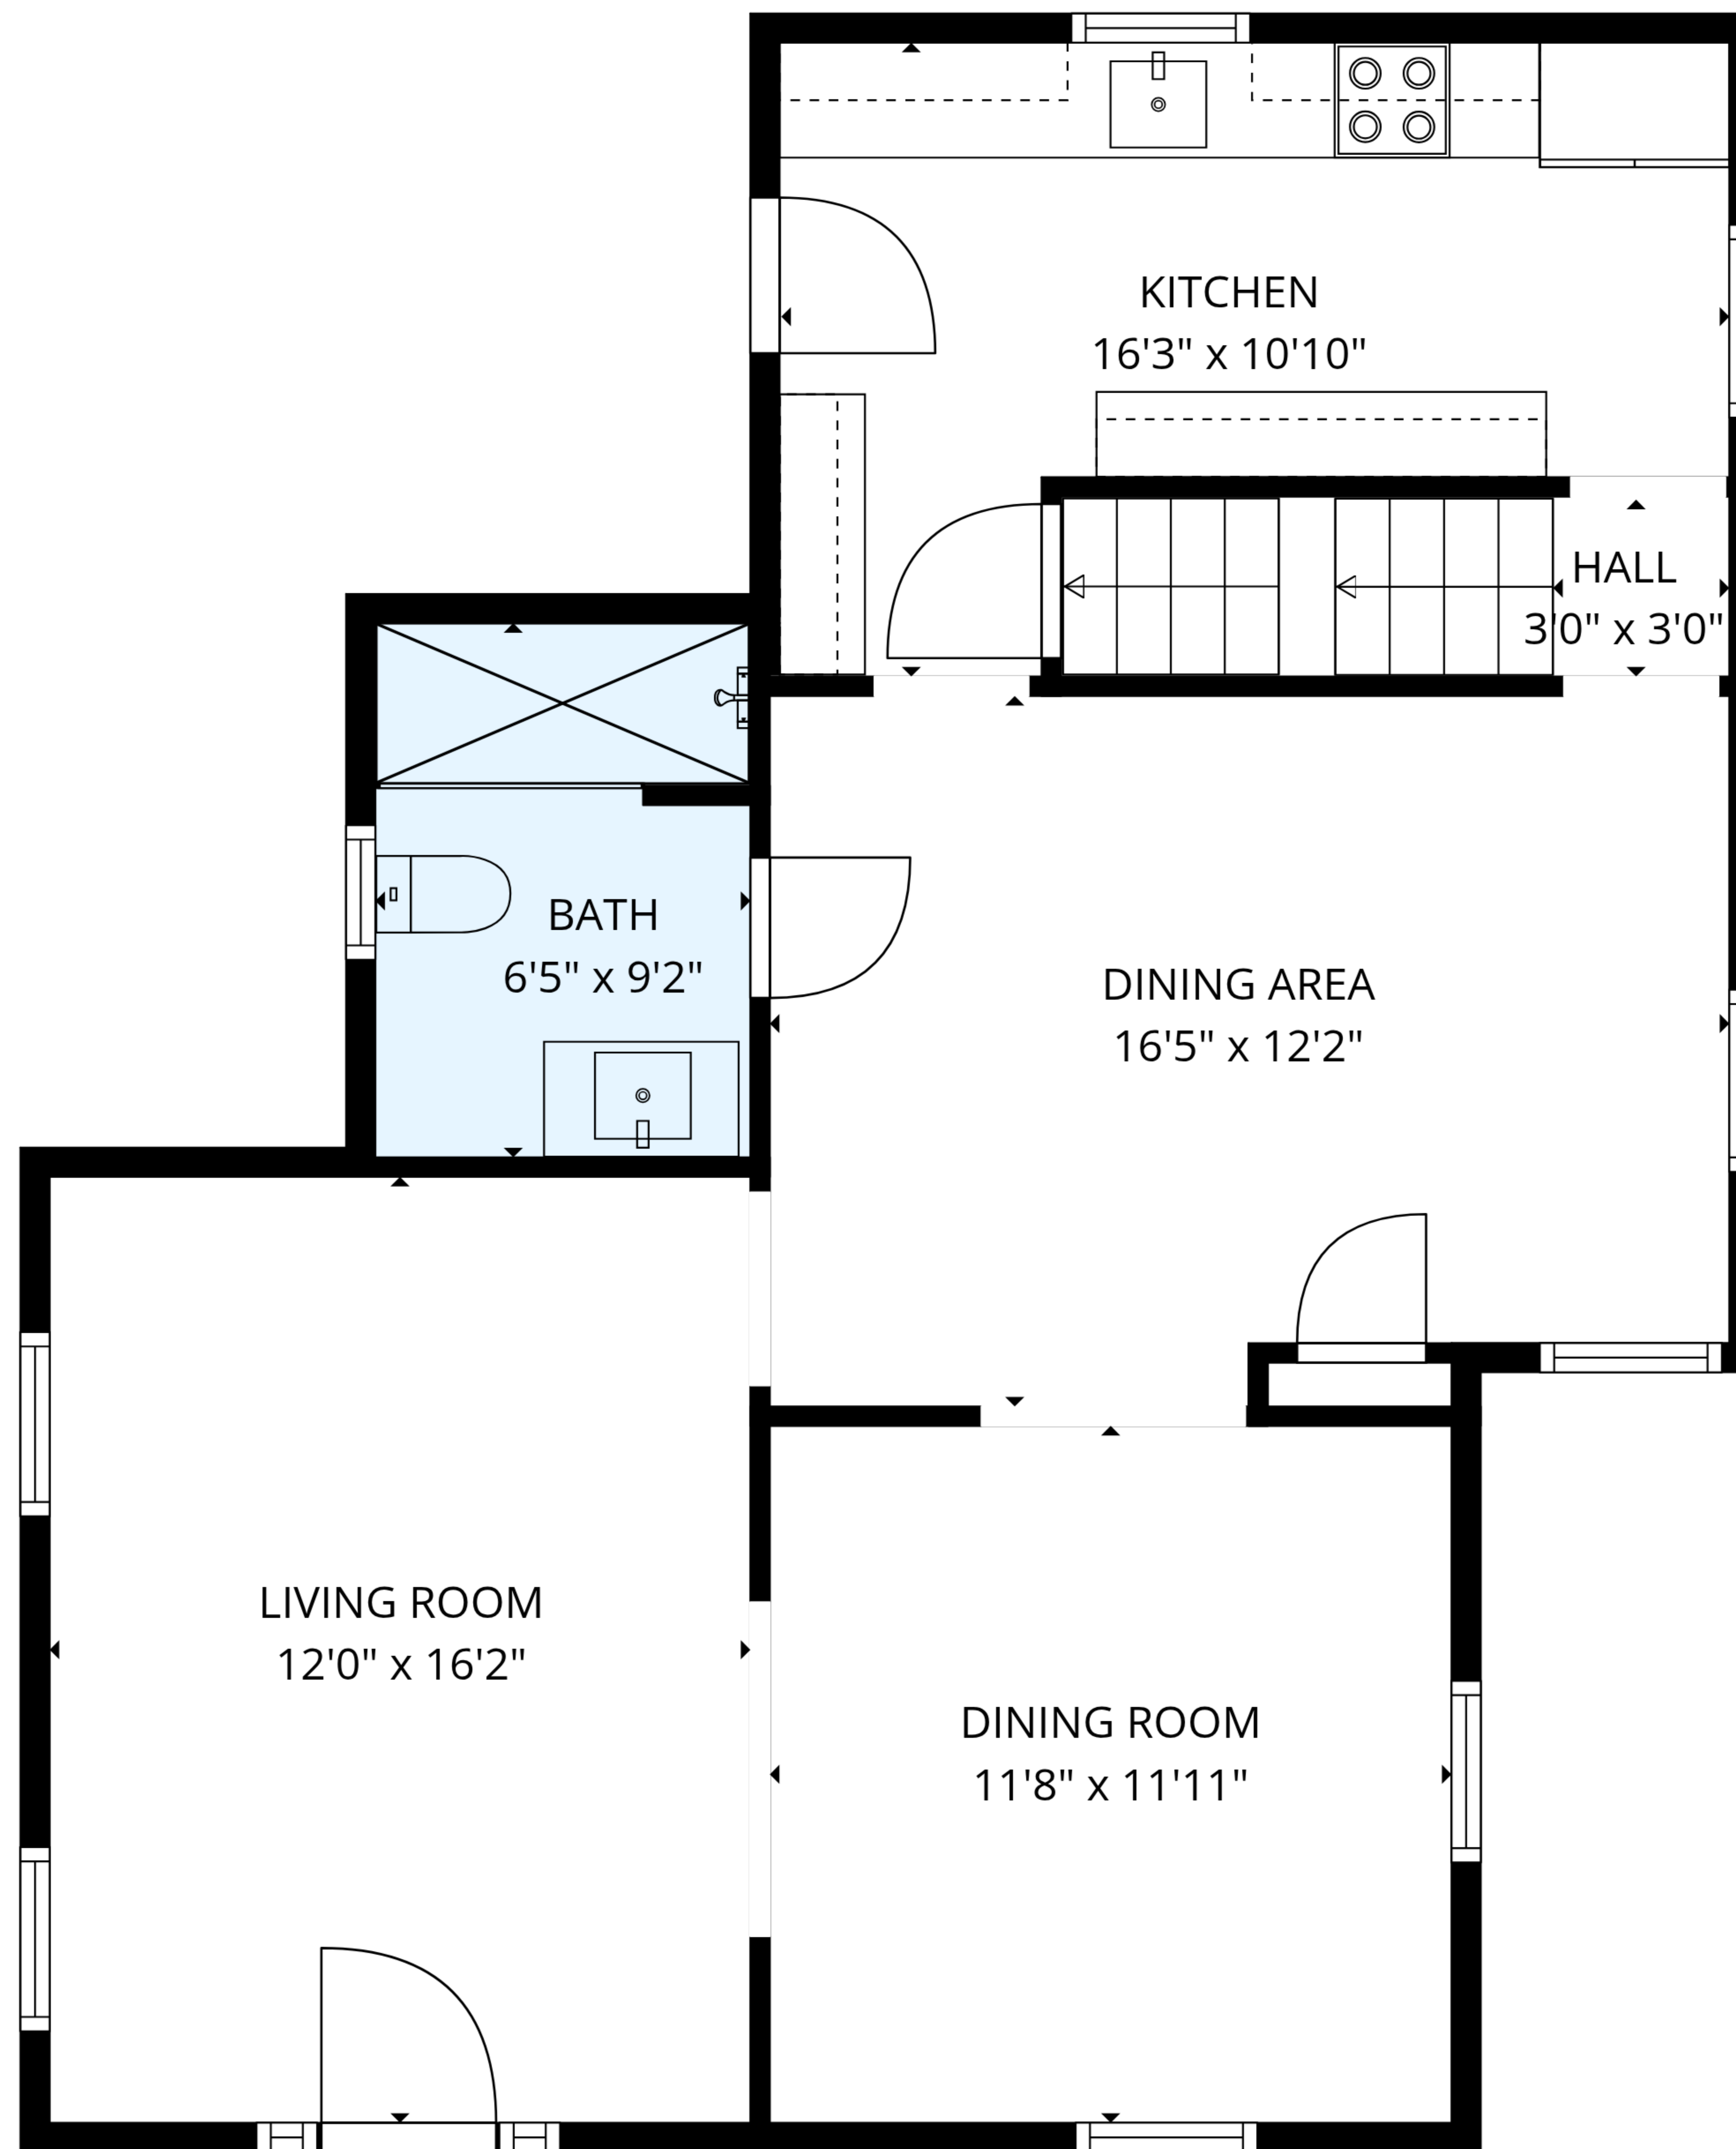 KITCHEN
16'3" x 10'10"
HALL
3'0" x 3'0"
BATH
6'5" x 9'2"
DINING AREA
16'5" x 12'2"
LIVING ROOM
12'0" x 16'2"
DINING ROOM
11'8" x 11'11"